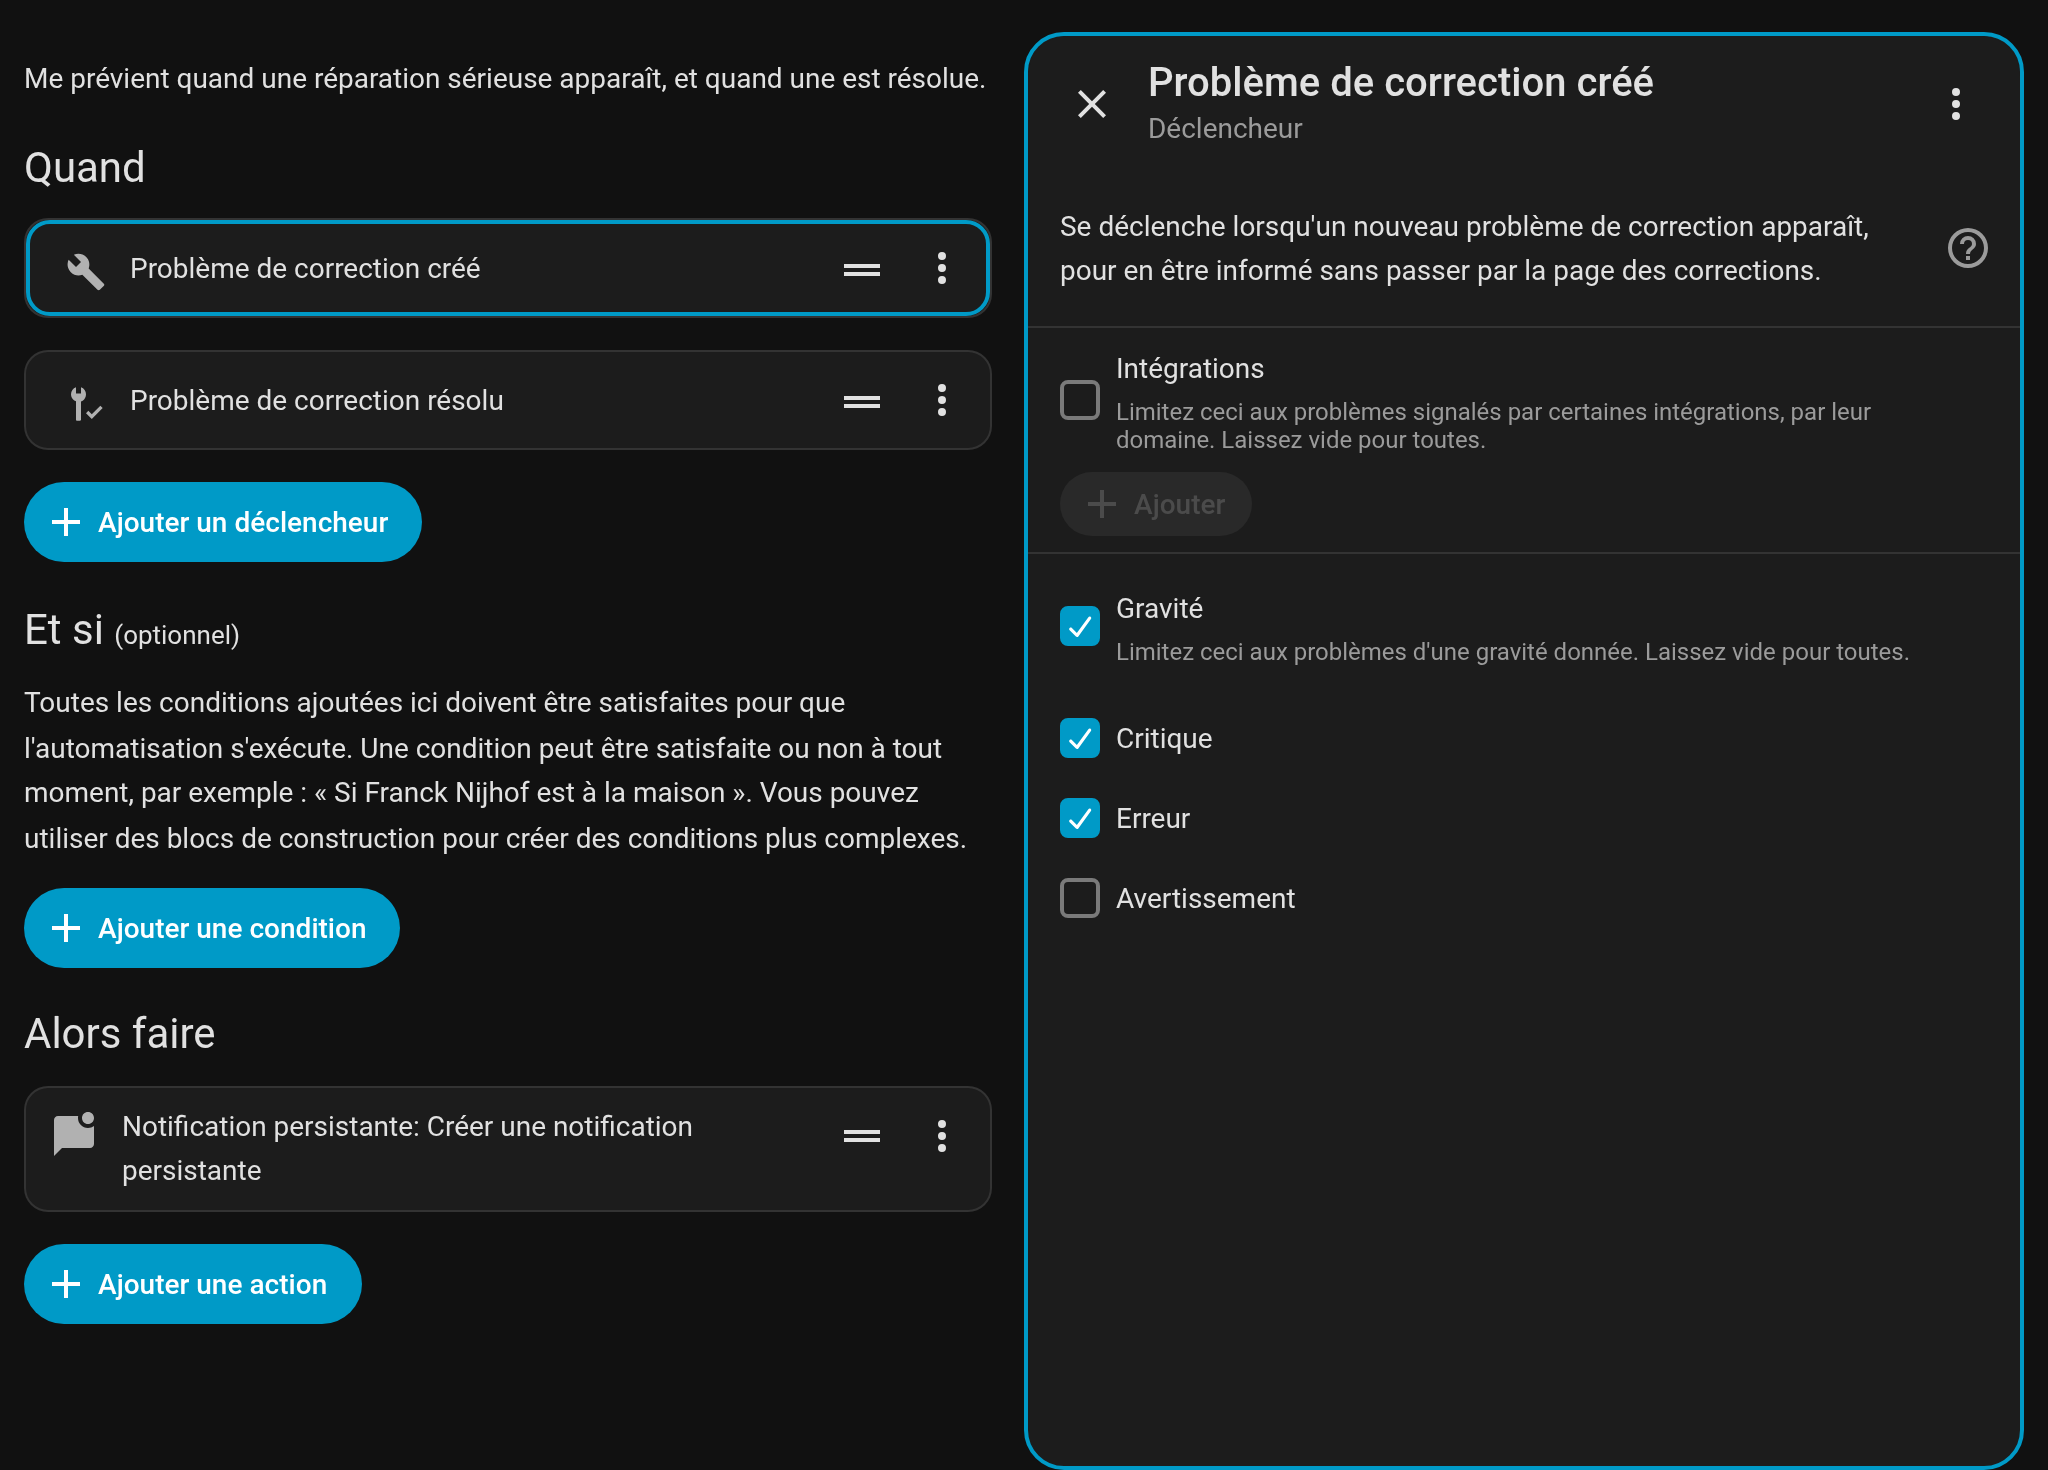 Me prévient quand une réparation sérieuse apparaît, et quand une est résolue.
Quand
Problème de correction créé
Problème de correction résolu
Ajouter un déclencheur
Et si (optionnel)
Toutes les conditions ajoutées ici doivent être satisfaites pour que
l'automatisation s'exécute. Une condition peut être satisfaite ou non à tout
moment, par exemple : « Si Franck Nijhof est à la maison ». Vous pouvez
utiliser des blocs de construction pour créer des conditions plus complexes.
Ajouter une condition
Alors faire
Notification persistante: Créer une notification
persistante
Ajouter une action
Problème de correction créé
Déclencheur
Se déclenche lorsqu'un nouveau problème de correction apparaît,
pour en être informé sans passer par la page des corrections.
Intégrations
Limitez ceci aux problèmes signalés par certaines intégrations, par leur
domaine. Laissez vide pour toutes.
Ajouter
Gravité
Limitez ceci aux problèmes d'une gravité donnée. Laissez vide pour toutes.
Critique
Erreur
Avertissement